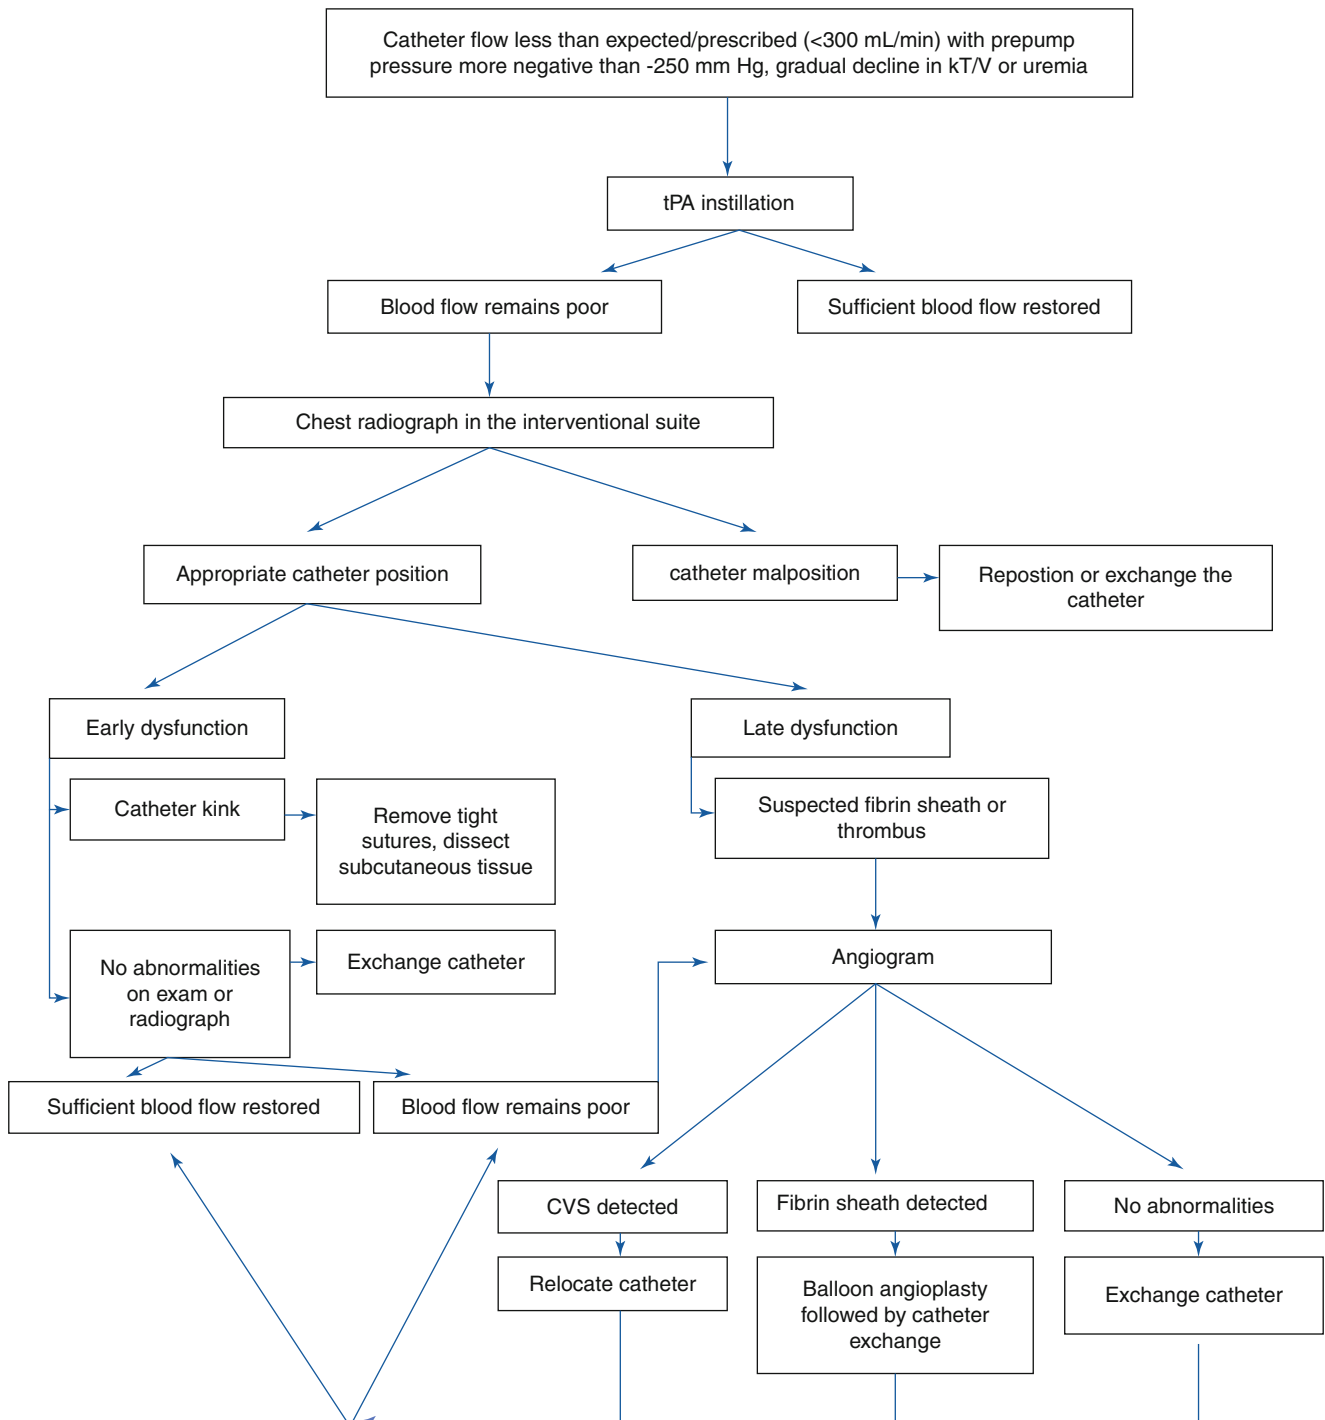 Catheter flow less than expected/prescribed (<300 mL/min) with prepump
pressure more negative than -250 mm Hg, gradual decline in kT/V or uremia
tPA instillation
Blood flow remains poor
Sufficient blood flow restored
Chest radiograph in the interventional suite
Appropriate catheter position
catheter malposition
Repostion or exchange the
catheter
Early dysfunction
Late dysfunction
Catheter kink
Remove tight
sutures, dissect
subcutaneous tissue
Suspected fibrin sheath or
thrombus
No abnormalities
on exam or
radiograph
Exchange catheter
Angiogram
Sufficient blood flow restored
Blood flow remains poor
CVS detected
Fibrin sheath detected
No abnormalities
Relocate catheter
Balloon angioplasty
followed by catheter
exchange
Exchange catheter